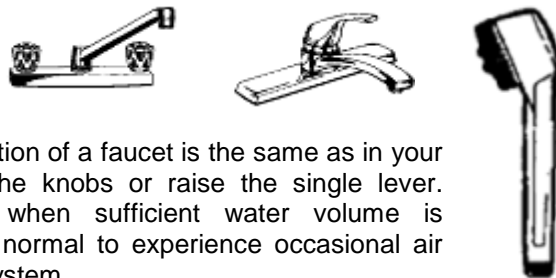 tion of a faucet is the same as in your
he knobs or raise the single lever.
when sufficient water volume is
normal to experience occasional air
ystem.